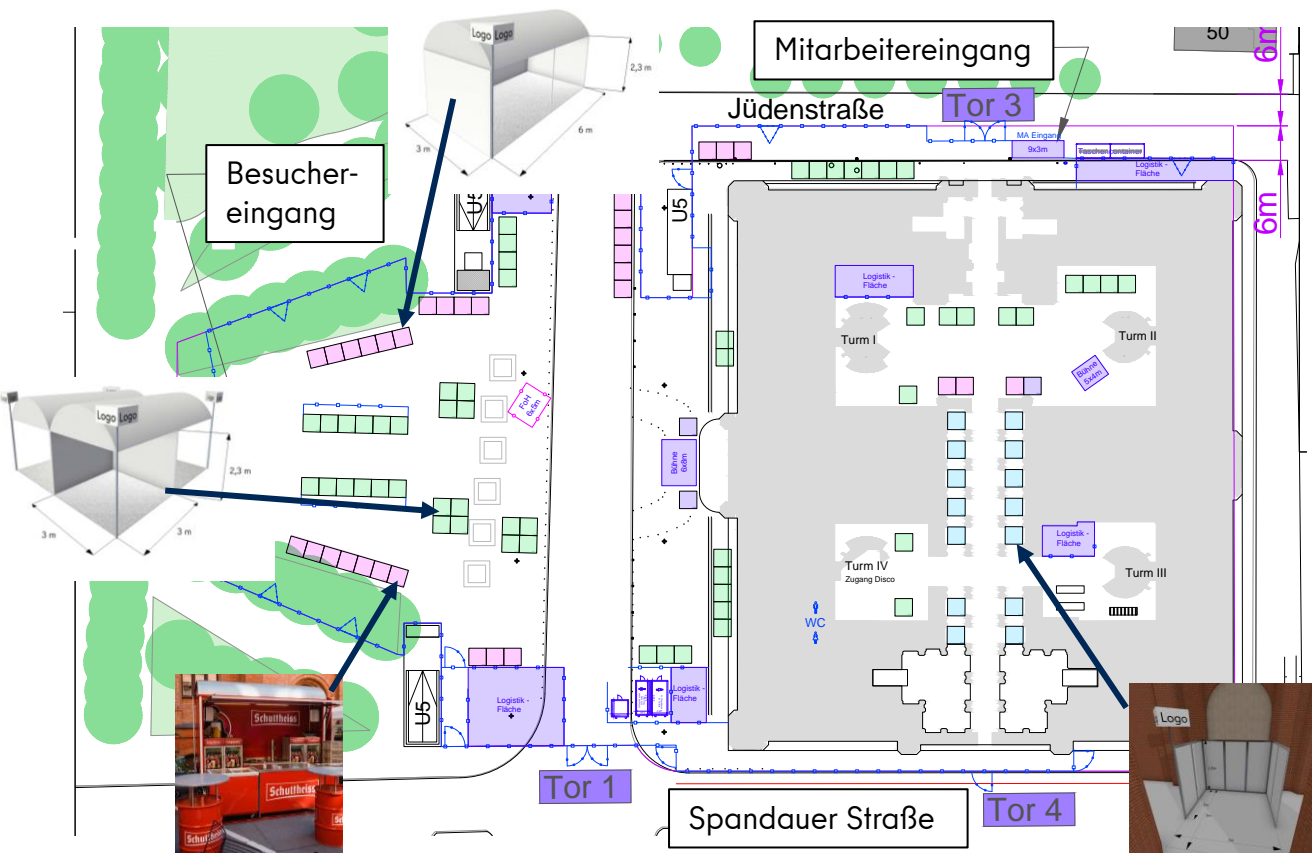 Logo Logo
2,3 m
6 m
3 m
50
6m
6m
Mitarbeitereingang
Jüdenstraße
Tor 3
MA Eingang
9x3m
Taschencontainer
Logistik -
Fläche
Besucher-
eingang
U5
U5
Logistik -
Fläche
Turm I
Turm II
Bühne
5x4m
FoH
6x5m
Bühne
6x8m
Logo Logo
2,3 m
3 m
3 m
Logistik -
Fläche
Turm IV
Zugang Disco
Turm III
WC
U5
Logistik -
Fläche
Logistik -
Fläche
Schultheiss
Schultheiss
Tor 1
Spandauer Straße
Tor 4
Logo